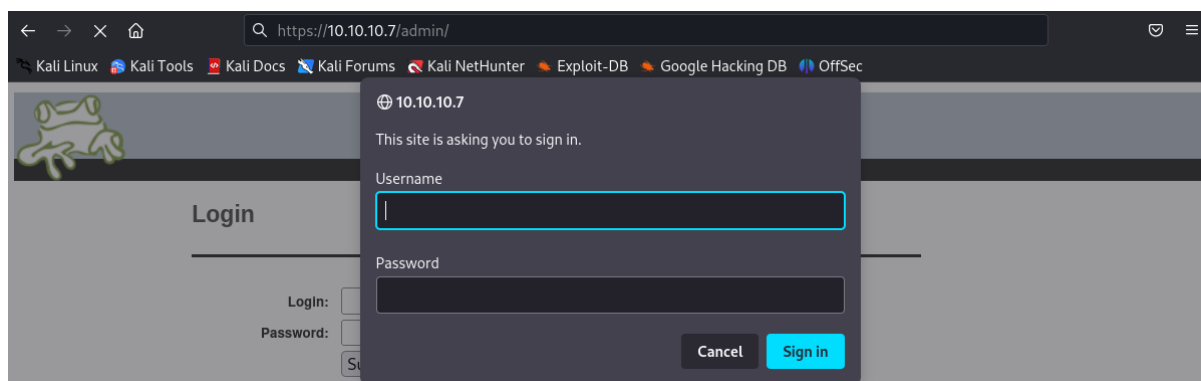 https://10.10.10.7/admin/
Kali Linux Kali Tools Kali Docs Kali Forums Kali NetHunter Exploit-DB Google Hacking DB OffSec
10.10.10.7
This site is asking you to sign in.
Username
Login
Password
Login:
Password:
Su
Cancel Sign in